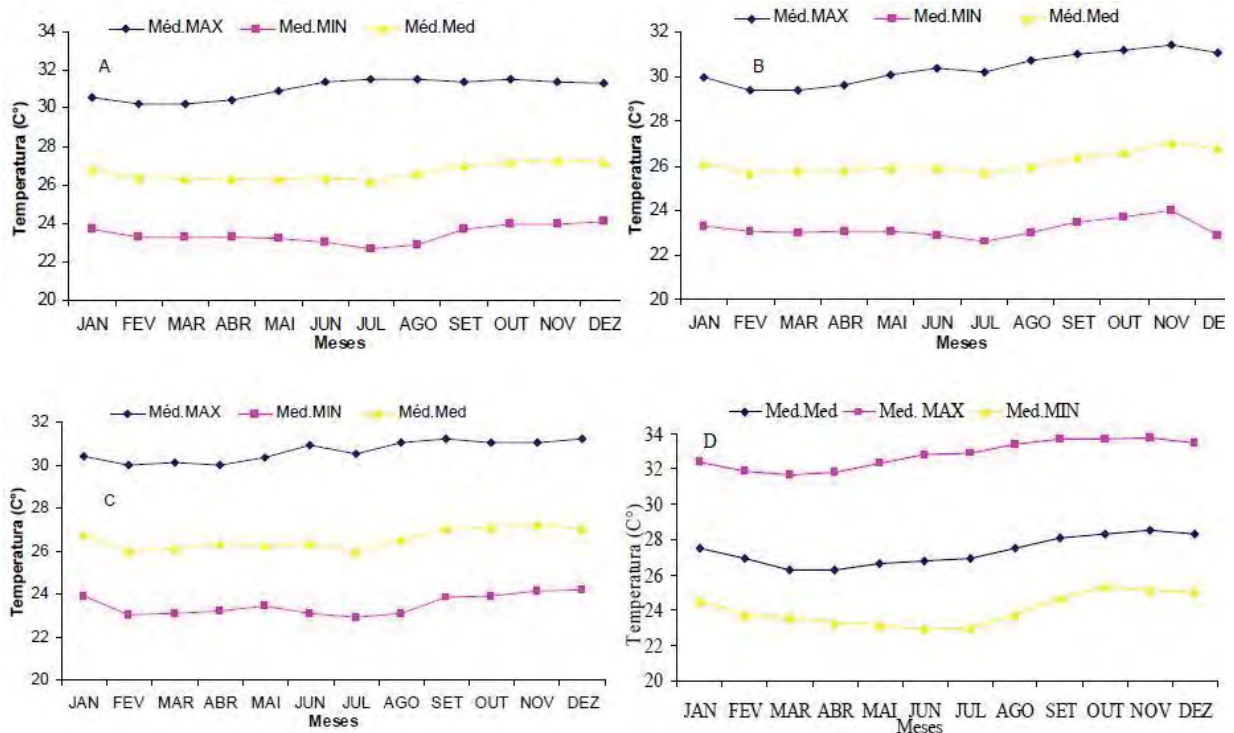 Méd.MAX Med.MIN Méd.Med
A
Temperatura (C°)
34
32
30
28
26
24
22
20
JAN FEV MAR ABR MAI JUN JUL AGO SET OUT NOV DEZ
Meses
Méd.MAX Med.MIN Méd.Med
B
Temperatura (C°)
32
30
28
26
24
22
20
JAN FEV MAR ABR MAI JUN JUL AGO SET OUT NOV DE
Meses
Méd.MAX Med.MIN Méd.Med
C
Temperatura (C°)
32
30
28
26
24
22
20
JAN FEV MAR ABR MAI JUN JUL AGO SET OUT NOV DEZ
Meses
Med.Med Med. MAX Med.MIN
D
Temperatura (C°)
34
32
30
28
26
24
22
20
JAN FEV MAR ABR MAI JUN JUL AGO SET OUT NOV DEZ
Meses